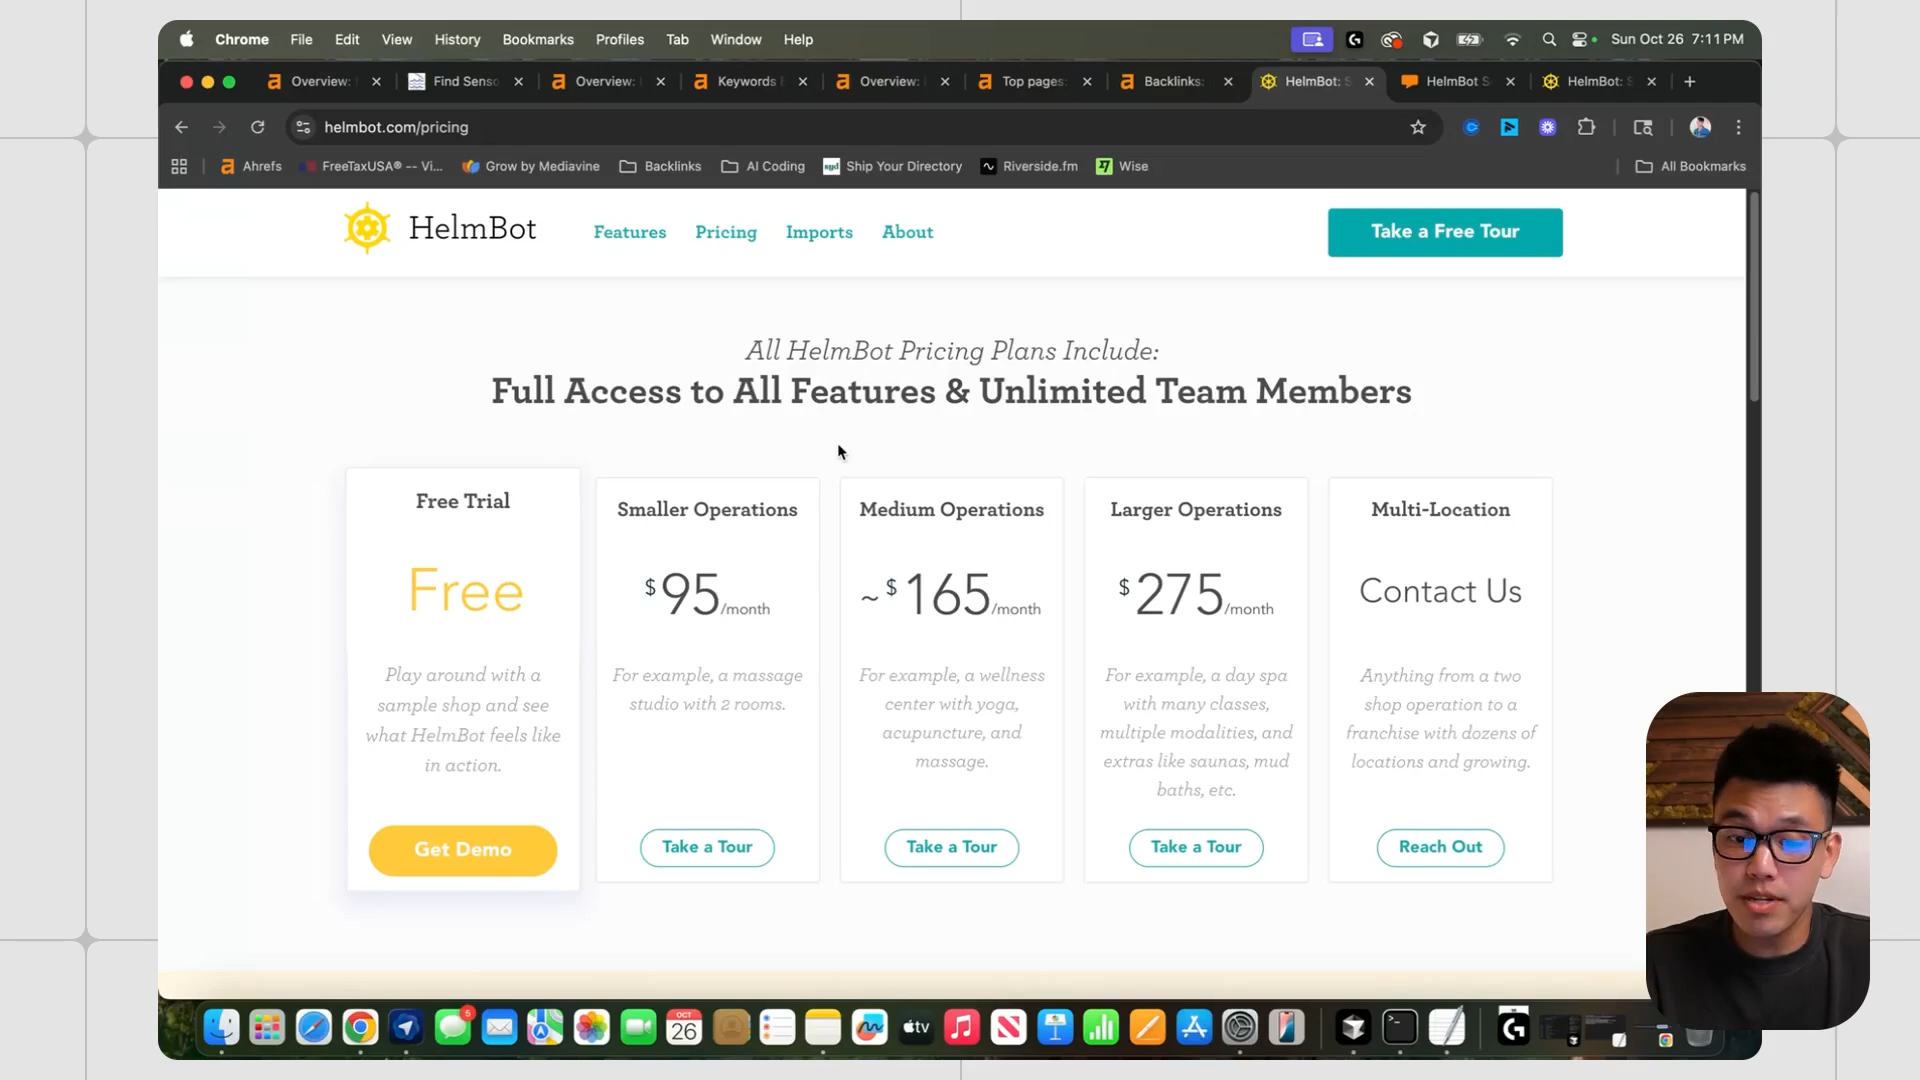 Chrome File Edit View History Bookmarks Profiles Tab Window Help
Sun Oct 26 7:11 PM
Overview: Find Senso Overview: Keywords Overview: Top pages: Backlinks: HelmBot: S HelmBot S HelmBot: S
helmbot.com/pricing
Ahrefs FreeTaxUSA® -- Vi... Grow by Mediavine Backlinks AI Coding Ship Your Directory Riverside.fm Wise All Bookmarks
HelmBot Features Pricing Imports About Take a Free Tour
All HelmBot Pricing Plans Include:
Full Access to All Features & Unlimited Team Members
Free Trial
Free
Play around with a
sample shop and see
what HelmBot feels like
in action.
Get Demo
Smaller Operations
$95/month
For example, a massage
studio with 2 rooms.
Take a Tour
Medium Operations
~ $165/month
For example, a wellness
center with yoga,
acupuncture, and
massage.
Take a Tour
Larger Operations
$275/month
For example, a day spa
with many classes,
multiple modalities, and
extras like saunas, mud
baths, etc.
Take a Tour
Multi-Location
Contact Us
Anything from a two
shop operation to a
franchise with dozens of
locations and growing.
Reach Out
5
OCT
26
tv